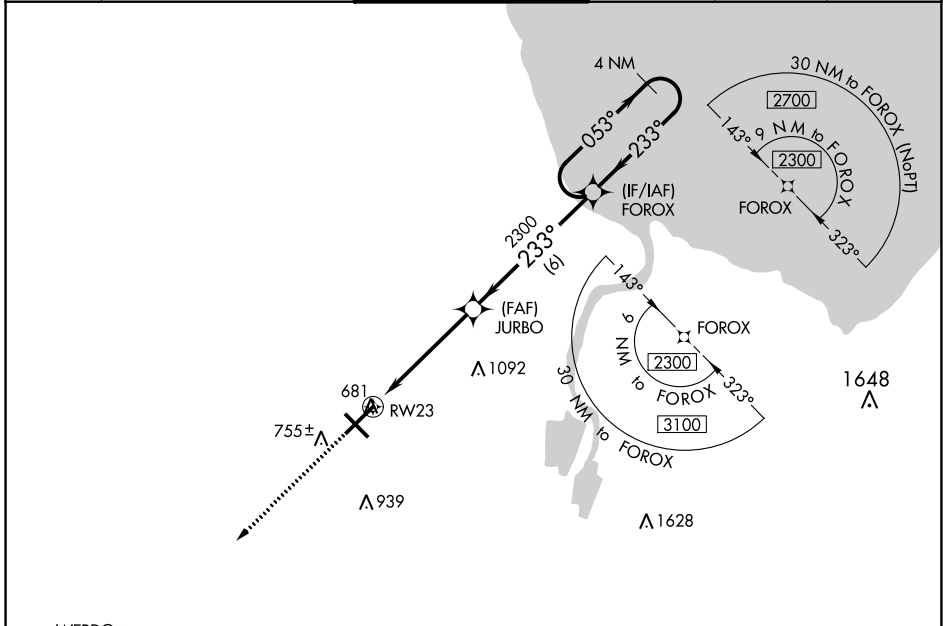 4 NM
053°
233°
(IF/IAF)
FOROX
30 NM to FOROX (NoPT)
2700
143°
9 NM to FOROX
2300
FOROX
323°
2300
233°
(6)
(FAF)
JURBO
143°
9 NM to FOROX
FOROX
2300
323°
3100
30 NM to FOROX
1092
1648
681
RW23
755±
939
1628